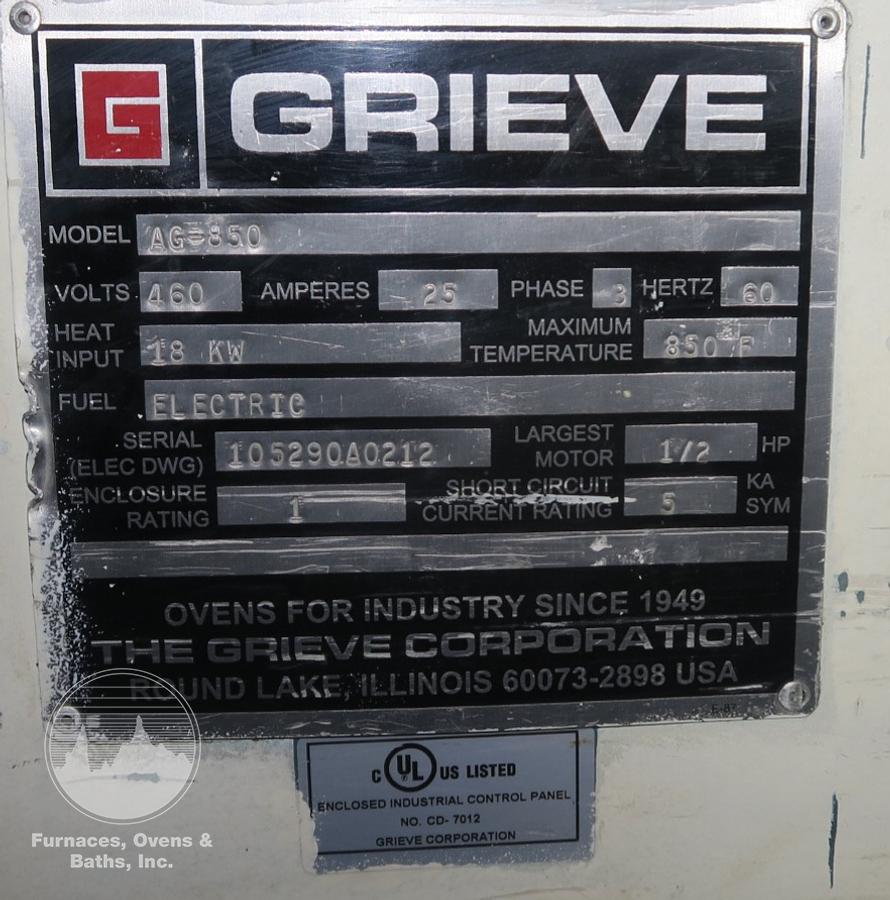 G GRIEVE
MODEL AG-850
VOLTS 460 AMPERES 25 PHASE 3 HERTZ 60
HEAT INPUT 18 KW MAXIMUM TEMPERATURE 850 F
FUEL ELECTRIC
SERIAL (ELEC DWG) 105290A0212 LARGEST MOTOR 1/2 HP
ENCLOSURE RATING 1 SHORT CIRCUIT CURRENT RATING 5 KA SYM
OVENS FOR INDUSTRY SINCE 1949
THE GRIEVE CORPORATION
ROUND LAKE, ILLINOIS 60073-2898 USA
F-87
C UL US LISTED
ENCLOSED INDUSTRIAL CONTROL PANEL
NO. CD- 7012
GRIEVE CORPORATION
Furnaces, Ovens &
Baths, Inc.